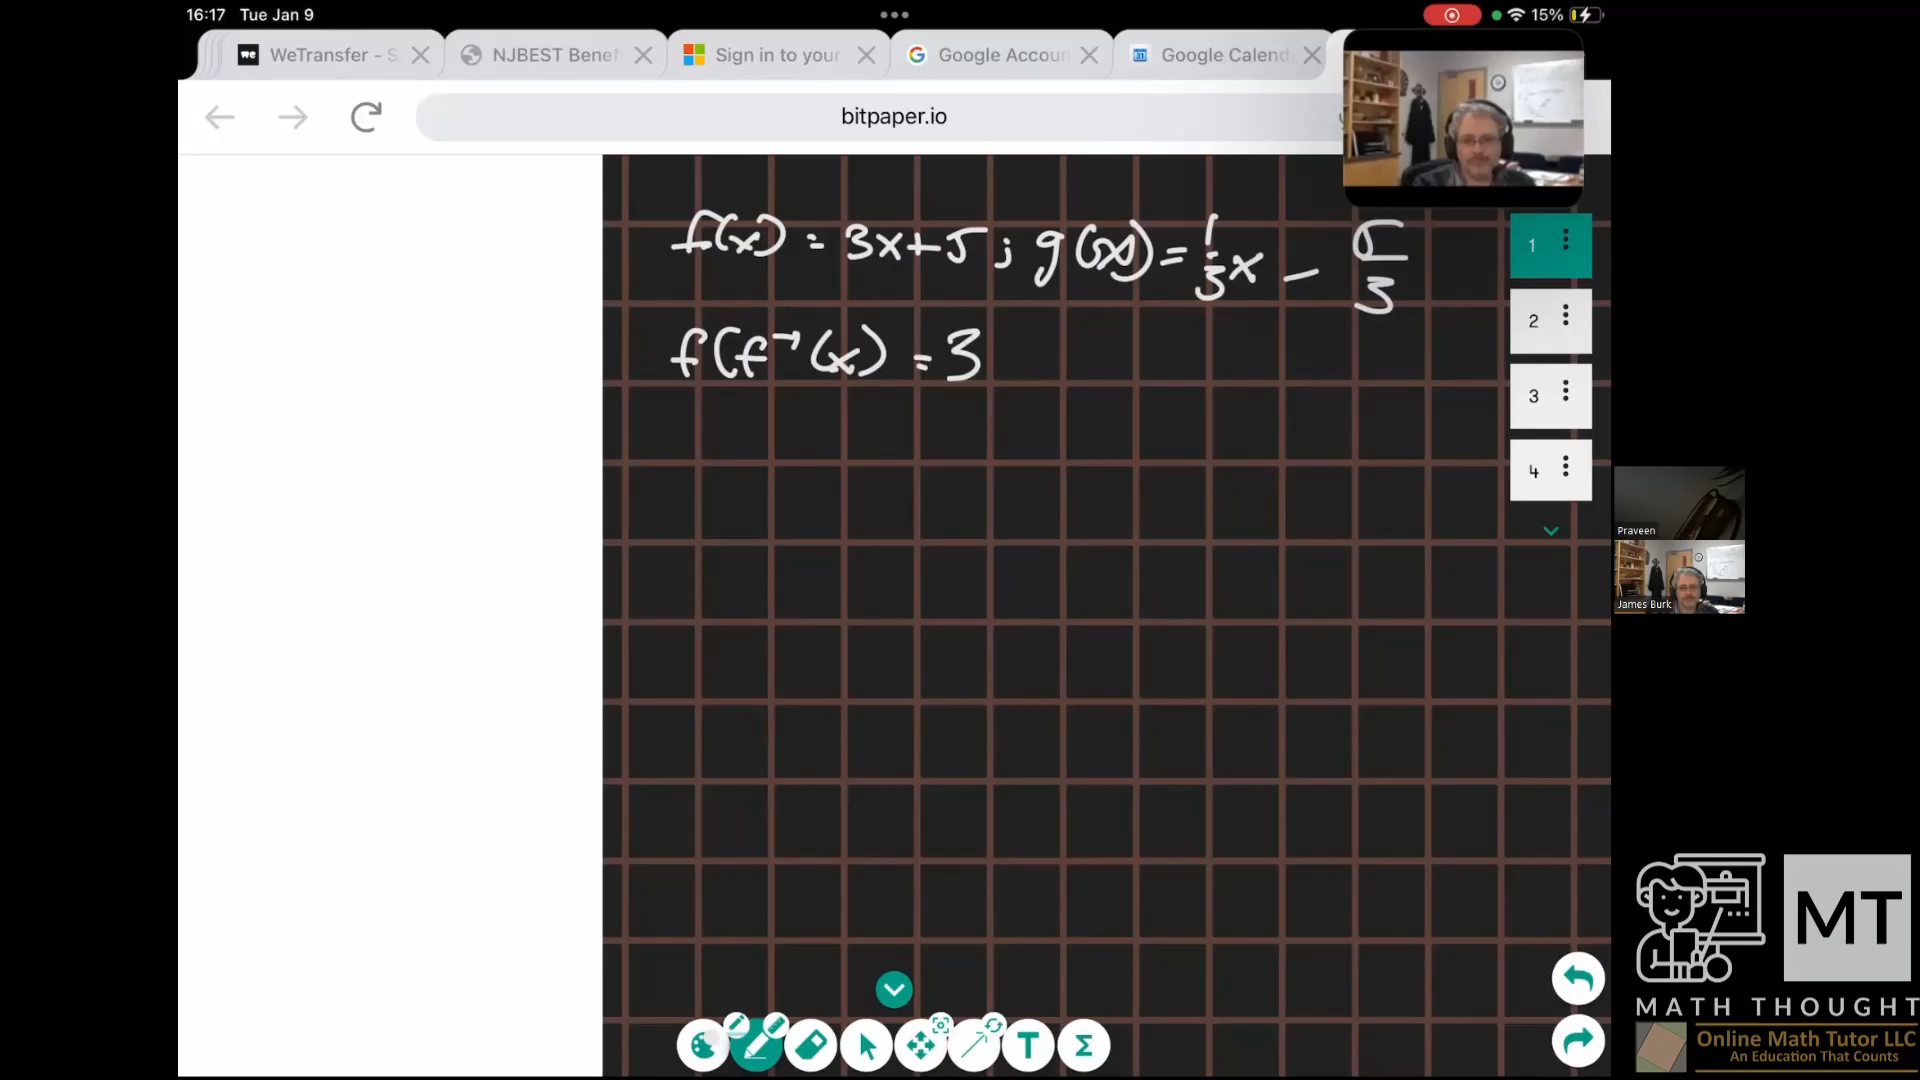 16:17 Tue Jan 9
15%
WeTransfer - S
NJBEST Benef
Sign in to your
Google Accoun
Google Calend
bitpaper.io
f(x) = 3x+5 ; g(x) = 1/3 x - 5/3
f(f⁻¹(x) = 3
1
2
3
4
Praveen
James Burk
T
Σ
MT
MATH THOUGHT
Online Math Tutor LLC
An Education That Counts